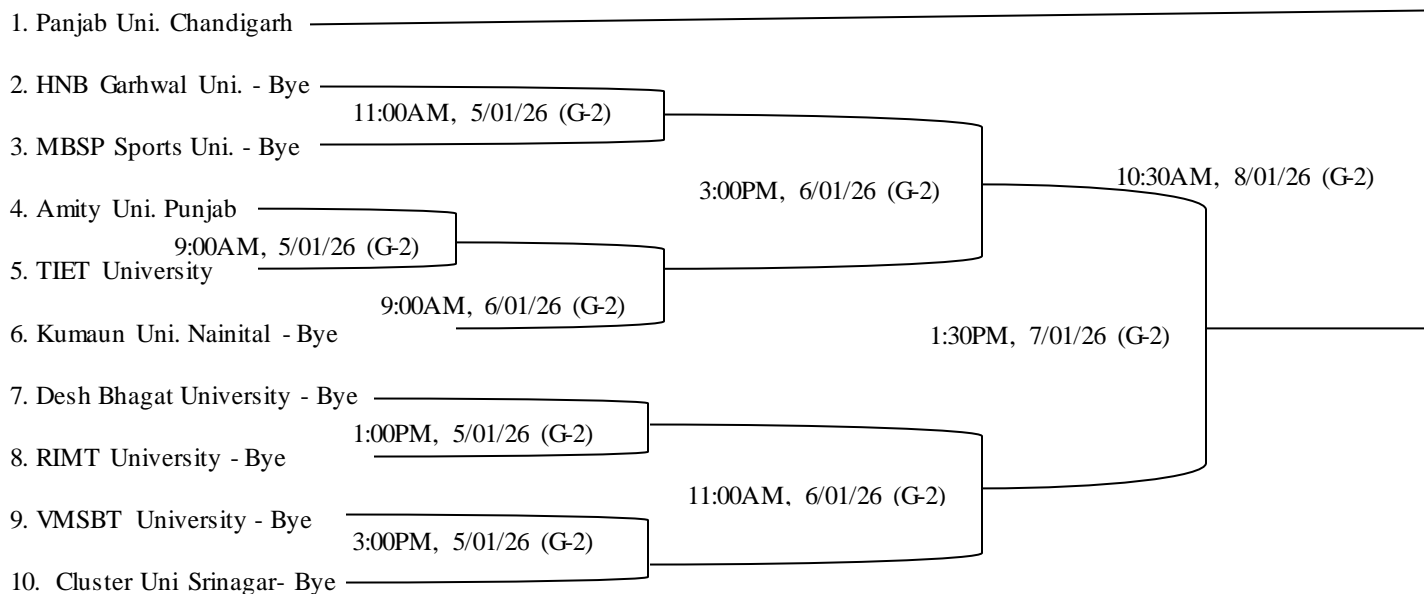 1. Panjab Uni. Chandigarh
2. HNB Garhwal Uni. - Bye
11:00AM, 5/01/26 (G-2)
3. MBSP Sports Uni. - Bye
10:30AM, 8/01/26 (G-2)
3:00PM, 6/01/26 (G-2)
4. Amity Uni. Punjab
9:00AM, 5/01/26 (G-2)
5. TIET University
9:00AM, 6/01/26 (G-2)
6. Kumaun Uni. Nainital - Bye
1:30PM, 7/01/26 (G-2)
7. Desh Bhagat University - Bye
1:00PM, 5/01/26 (G-2)
8. RIMT University - Bye
11:00AM, 6/01/26 (G-2)
9. VMSBT University - Bye
3:00PM, 5/01/26 (G-2)
10. Cluster Uni Srinagar- Bye